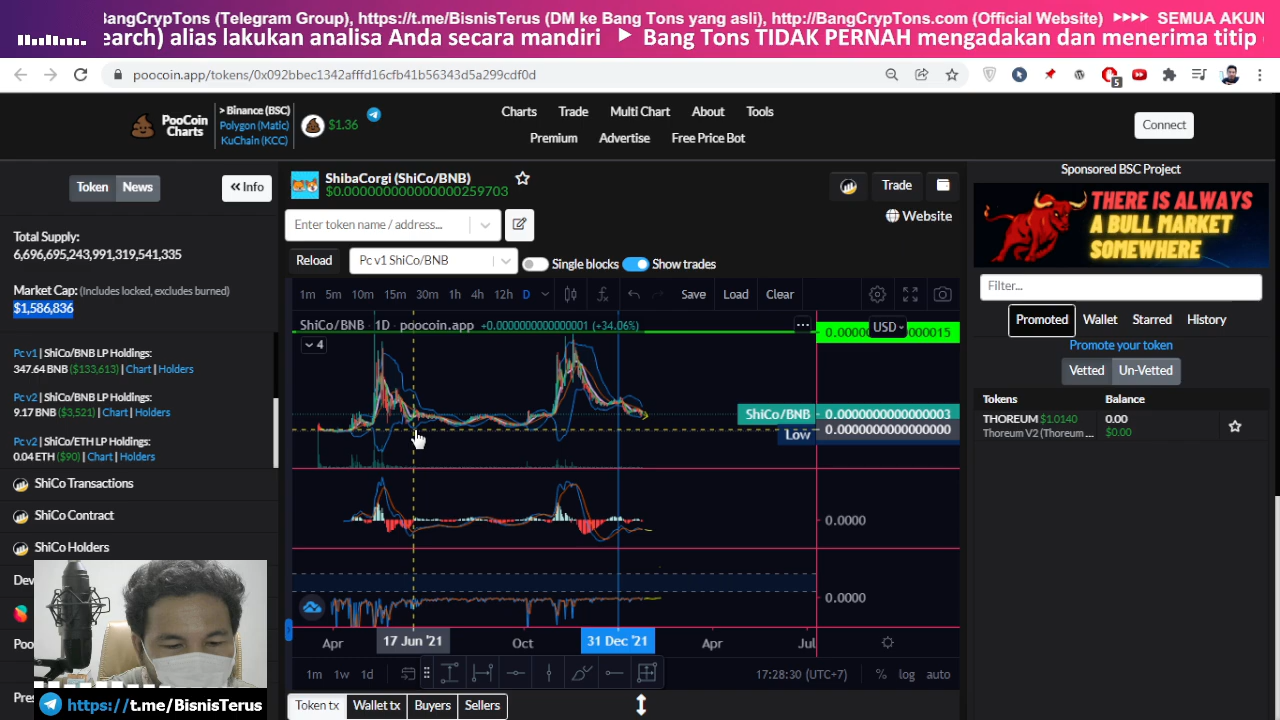 BangCrypTons (Telegram Group), https://t.me/BisnisTerus (DM ke Bang Tons yang asli), http://BangCrypTons.com (Official Website) >>>> SEMUA AKUN
earch) alias lakukan analisa Anda secara mandiri ▶ Bang Tons TIDAK PERNAH mengadakan dan menerima titip
poocoin.app/tokens/0x092bbec1342afffd16cfb41b56343d5a299cdf0d
5
PooCoin Charts
> Binance (BSC)
Polygon (Matic)
KuChain (KCC)
$1.36
Charts Trade Multi Chart About Tools
Premium Advertise Free Price Bot
Connect
Token News
<< Info
Total Supply:
6,696,695,243,991,319,541,335
Market Cap: (Includes locked, excludes burned)
$1,586,836
Pc v1 | ShiCo/BNB LP Holdings:
347.64 BNB ($133,613) | Chart | Holders
Pc v2 | ShiCo/BNB LP Holdings:
9.17 BNB ($3,521) | Chart | Holders
Pc v2 | ShiCo/ETH LP Holdings:
0.04 ETH ($90) | Chart | Holders
ShiCo Transactions
ShiCo Contract
ShiCo Holders
https://t.me/BisnisTerus
ShibaCorgi (ShiCo/BNB)
$0.000000000000000259703
Trade
Website
Enter token name / address...
Reload
Pc v1 ShiCo/BNB
Single blocks
Show trades
1m 5m 10m 15m 30m 1h 4h 12h D
Save Load Clear
ShiCo/BNB · 1D · poocoin.app +0.0000000000000001 (+34.06%)
4
USD
ShiCo/BNB 0.0000000000000003
0.0000000000000000
Low
0.0000
0.0000
Apr 17 Jun '21 Oct 31 Dec '21 Apr Jul
1m 1w 1d
17:28:30 (UTC+7)
% log auto
Token tx Wallet tx Buyers Sellers
Sponsored BSC Project
THERE IS ALWAYS
A BULL MARKET
SOMEWHERE
Filter...
Promoted Wallet Starred History
Promote your token
Vetted Un-Vetted
Tokens Balance
THOREUM $1.0140 0.00
Thoreum V2 (Thoreum ... $0.00